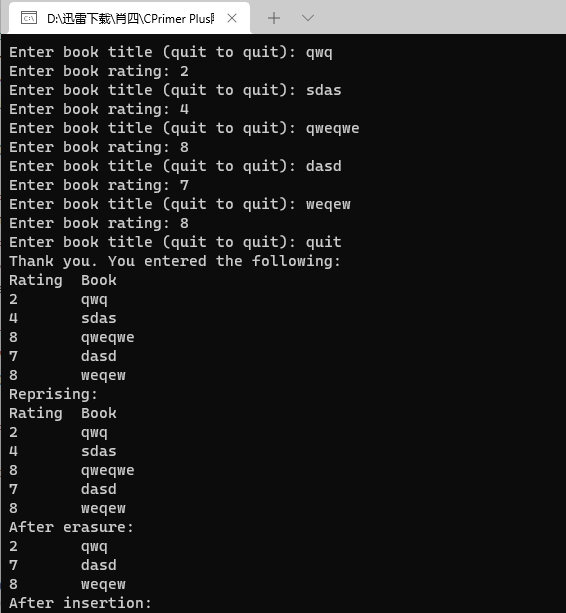 D:\迅雷下载\肖四\CPrimer Plus
Enter book title (quit to quit): qwq
Enter book rating: 2
Enter book title (quit to quit): sdas
Enter book rating: 4
Enter book title (quit to quit): qweqwe
Enter book rating: 8
Enter book title (quit to quit): dasd
Enter book rating: 7
Enter book title (quit to quit): weqew
Enter book rating: 8
Enter book title (quit to quit): quit
Thank you. You entered the following:
Rating  Book
2       qwq
4       sdas
8       qweqwe
7       dasd
8       weqew
Reprising:
Rating  Book
2       qwq
4       sdas
8       qweqwe
7       dasd
8       weqew
After erasure:
2       qwq
7       dasd
8       weqew
After insertion: